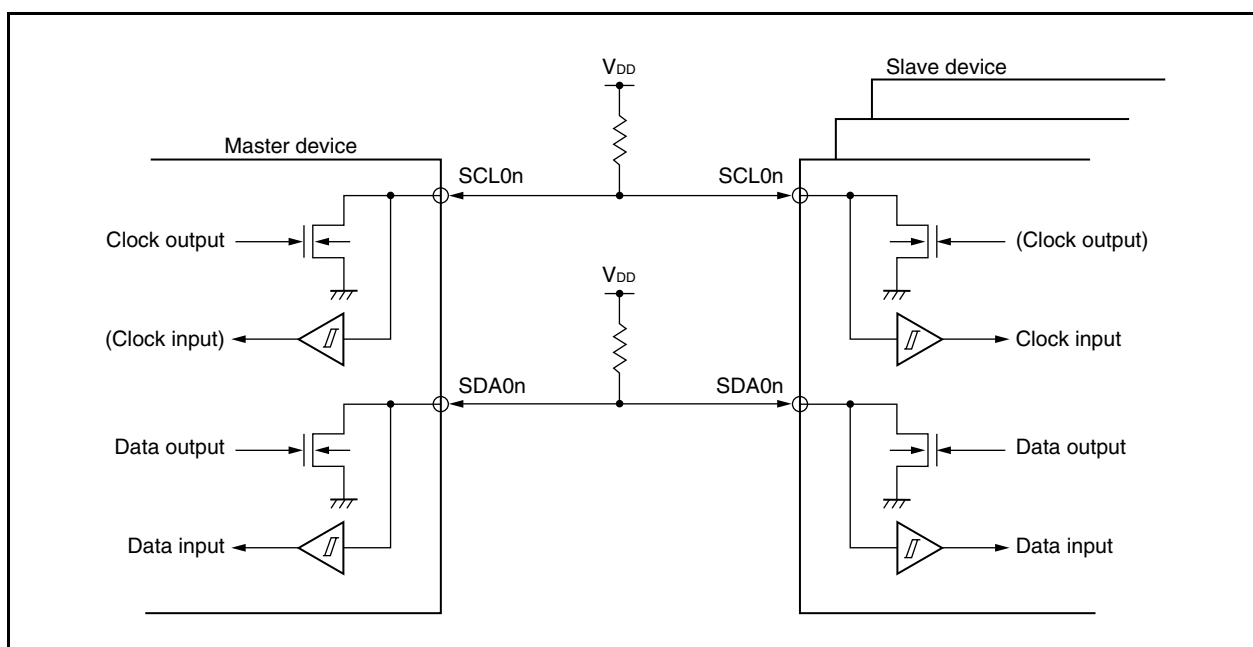 VDD
Slave device
Master device
SCL0n
SCL0n
Clock output
(Clock output)
VDD
(Clock input)
Clock input
SDA0n
SDA0n
Data output
Data output
Data input
Data input